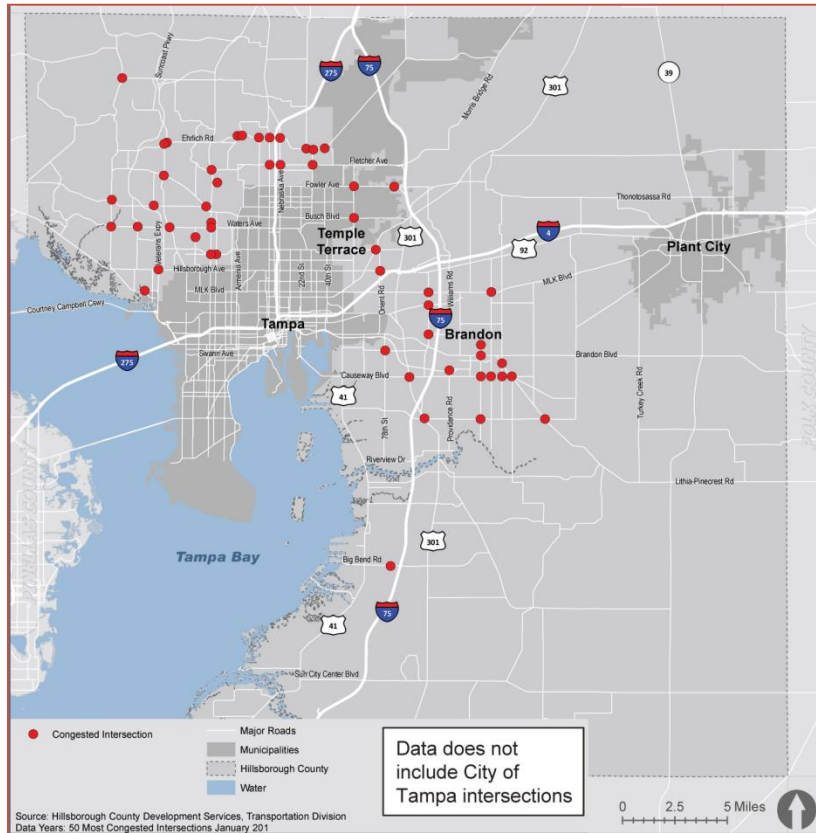 Suncoast Pkwy
275
75
Morris Bridge Rd
301
39
Ehrlich Rd
Nebraska Ave
Fletcher Ave
Fowler Ave
Thonotosassa Rd
Busch Blvd
Waters Ave
Temple
Terrace
301
4
92
Plant City
Veterans Expy
Armenia Ave
22nd St
40th St
Hillsborough Ave
MLK Blvd
Orient Rd
Williams Rd
MLK Blvd
Courtney Campbell Cswy
Tampa
75
Brandon
Swann Ave
Brandon Blvd
275
Causeway Blvd
41
78th St
Providence Rd
Turkey Creek Rd
POLK COUNTY
Riverview Dr
Lithia-Pinecrest Rd
PINELLAS COUNTY
Tampa Bay
301
Big Bend Rd
75
41
Sun City Center Blvd
Congested Intersection
Major Roads
Municipalities
Hillsborough County
Water
Data does not
include City of
Tampa intersections
Source: Hillsborough County Development Services, Transportation Division
Data Years: 50 Most Congested Intersections January 201
0 2.5 5 Miles